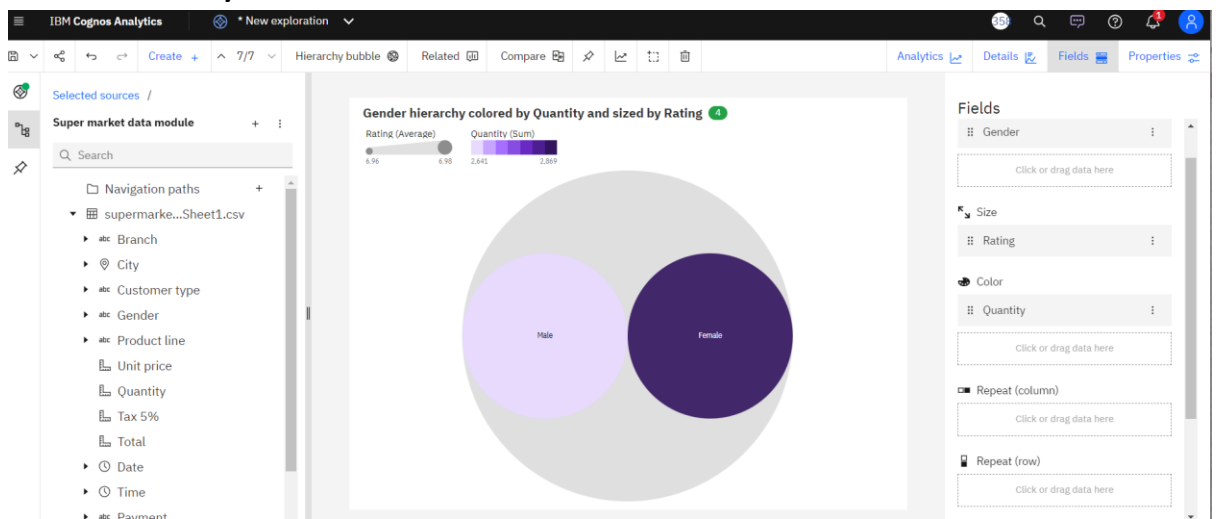 IBM Cognos Analytics
* New exploration
358
1
Create +
7/7
Hierarchy bubble
Related
Compare
Analytics
Details
Fields
Properties
Selected sources /
Super market data module
Search
Navigation paths
supermarke...Sheet1.csv
abc Branch
City
abc Customer type
abc Gender
abc Product line
Unit price
Quantity
Tax 5%
Total
Date
Time
abc Payment
Gender hierarchy colored by Quantity and sized by Rating 4
Rating (Average) Quantity (Sum)
6.96 6.98 2,641 2,869
Male Female
Fields
Gender
Click or drag data here
Size
Rating
Color
Quantity
Click or drag data here
Repeat (column)
Click or drag data here
Repeat (row)
Click or drag data here